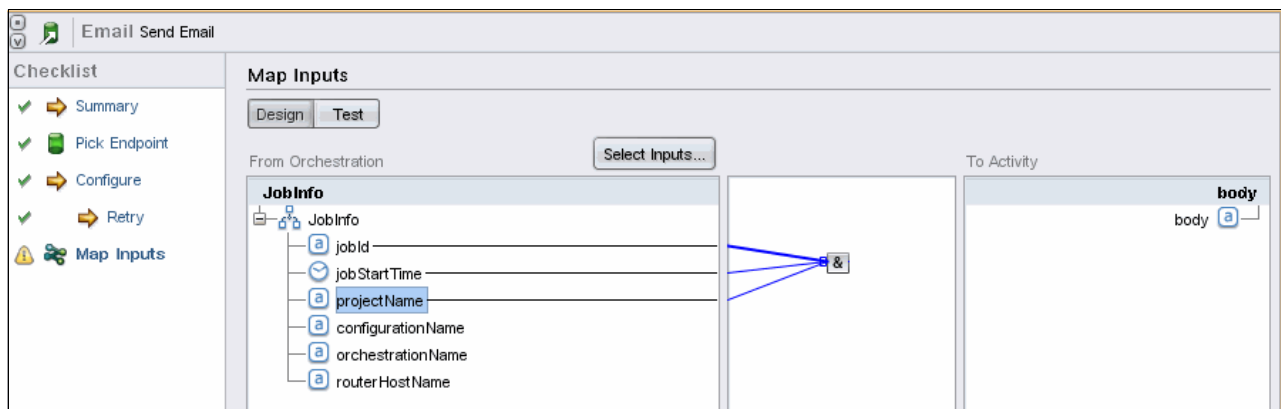 Email Send Email
Checklist
Summary
Pick Endpoint
Configure
Retry
Map Inputs
Map Inputs
Design Test
From Orchestration
Select Inputs...
To Activity
JobInfo
JobInfo
a jobId
jobStartTime
a projectName
a configurationName
a orchestrationName
a routerHostName
&
body
body a